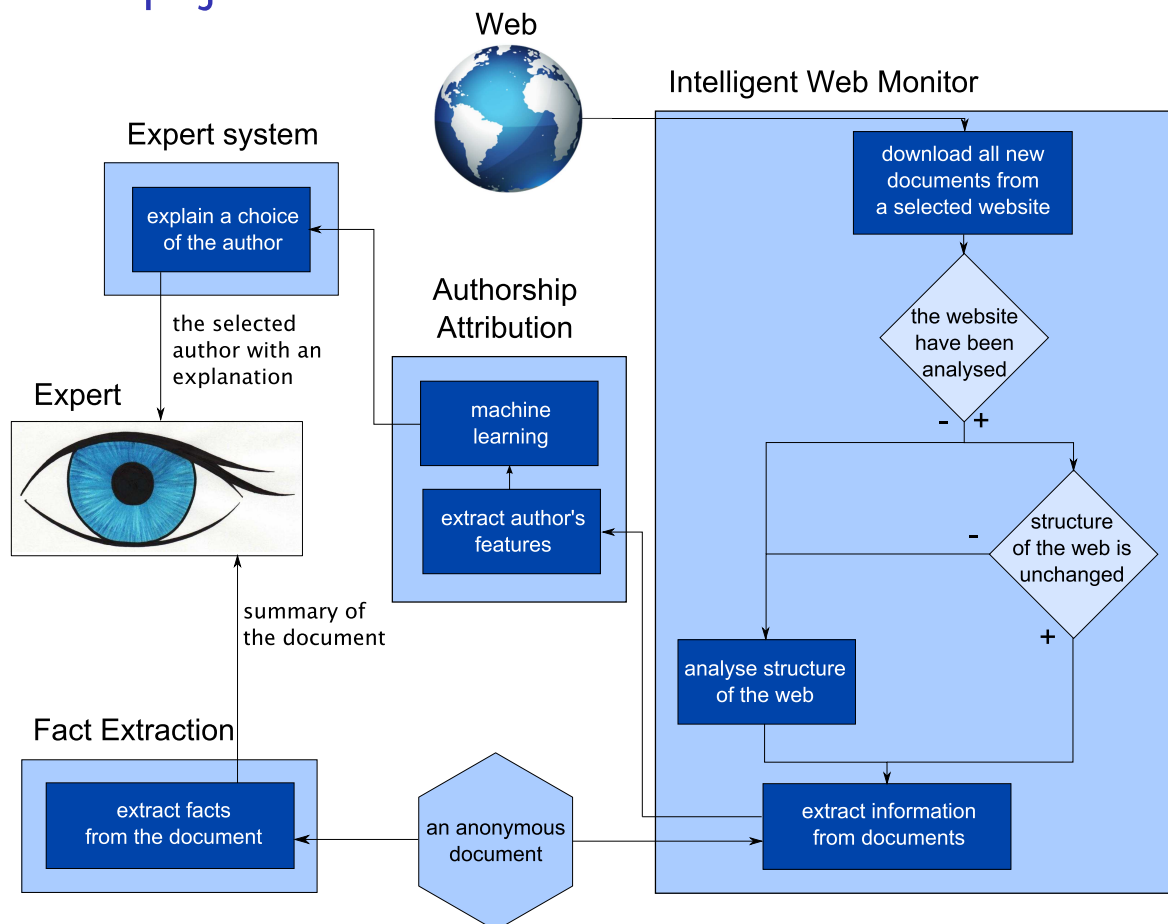 Web
Intelligent Web Monitor
download all new
documents from
a selected website
the website
have been
analysed
-
+
structure
of the web is
unchanged
-
+
analyse structure
of the web
extract information
from documents
Expert system
explain a choice
of the author
the selected
author with an
explanation
Authorship
Attribution
machine
learning
extract author's
features
Expert
summary of
the document
Fact Extraction
extract facts
from the document
an anonymous
document